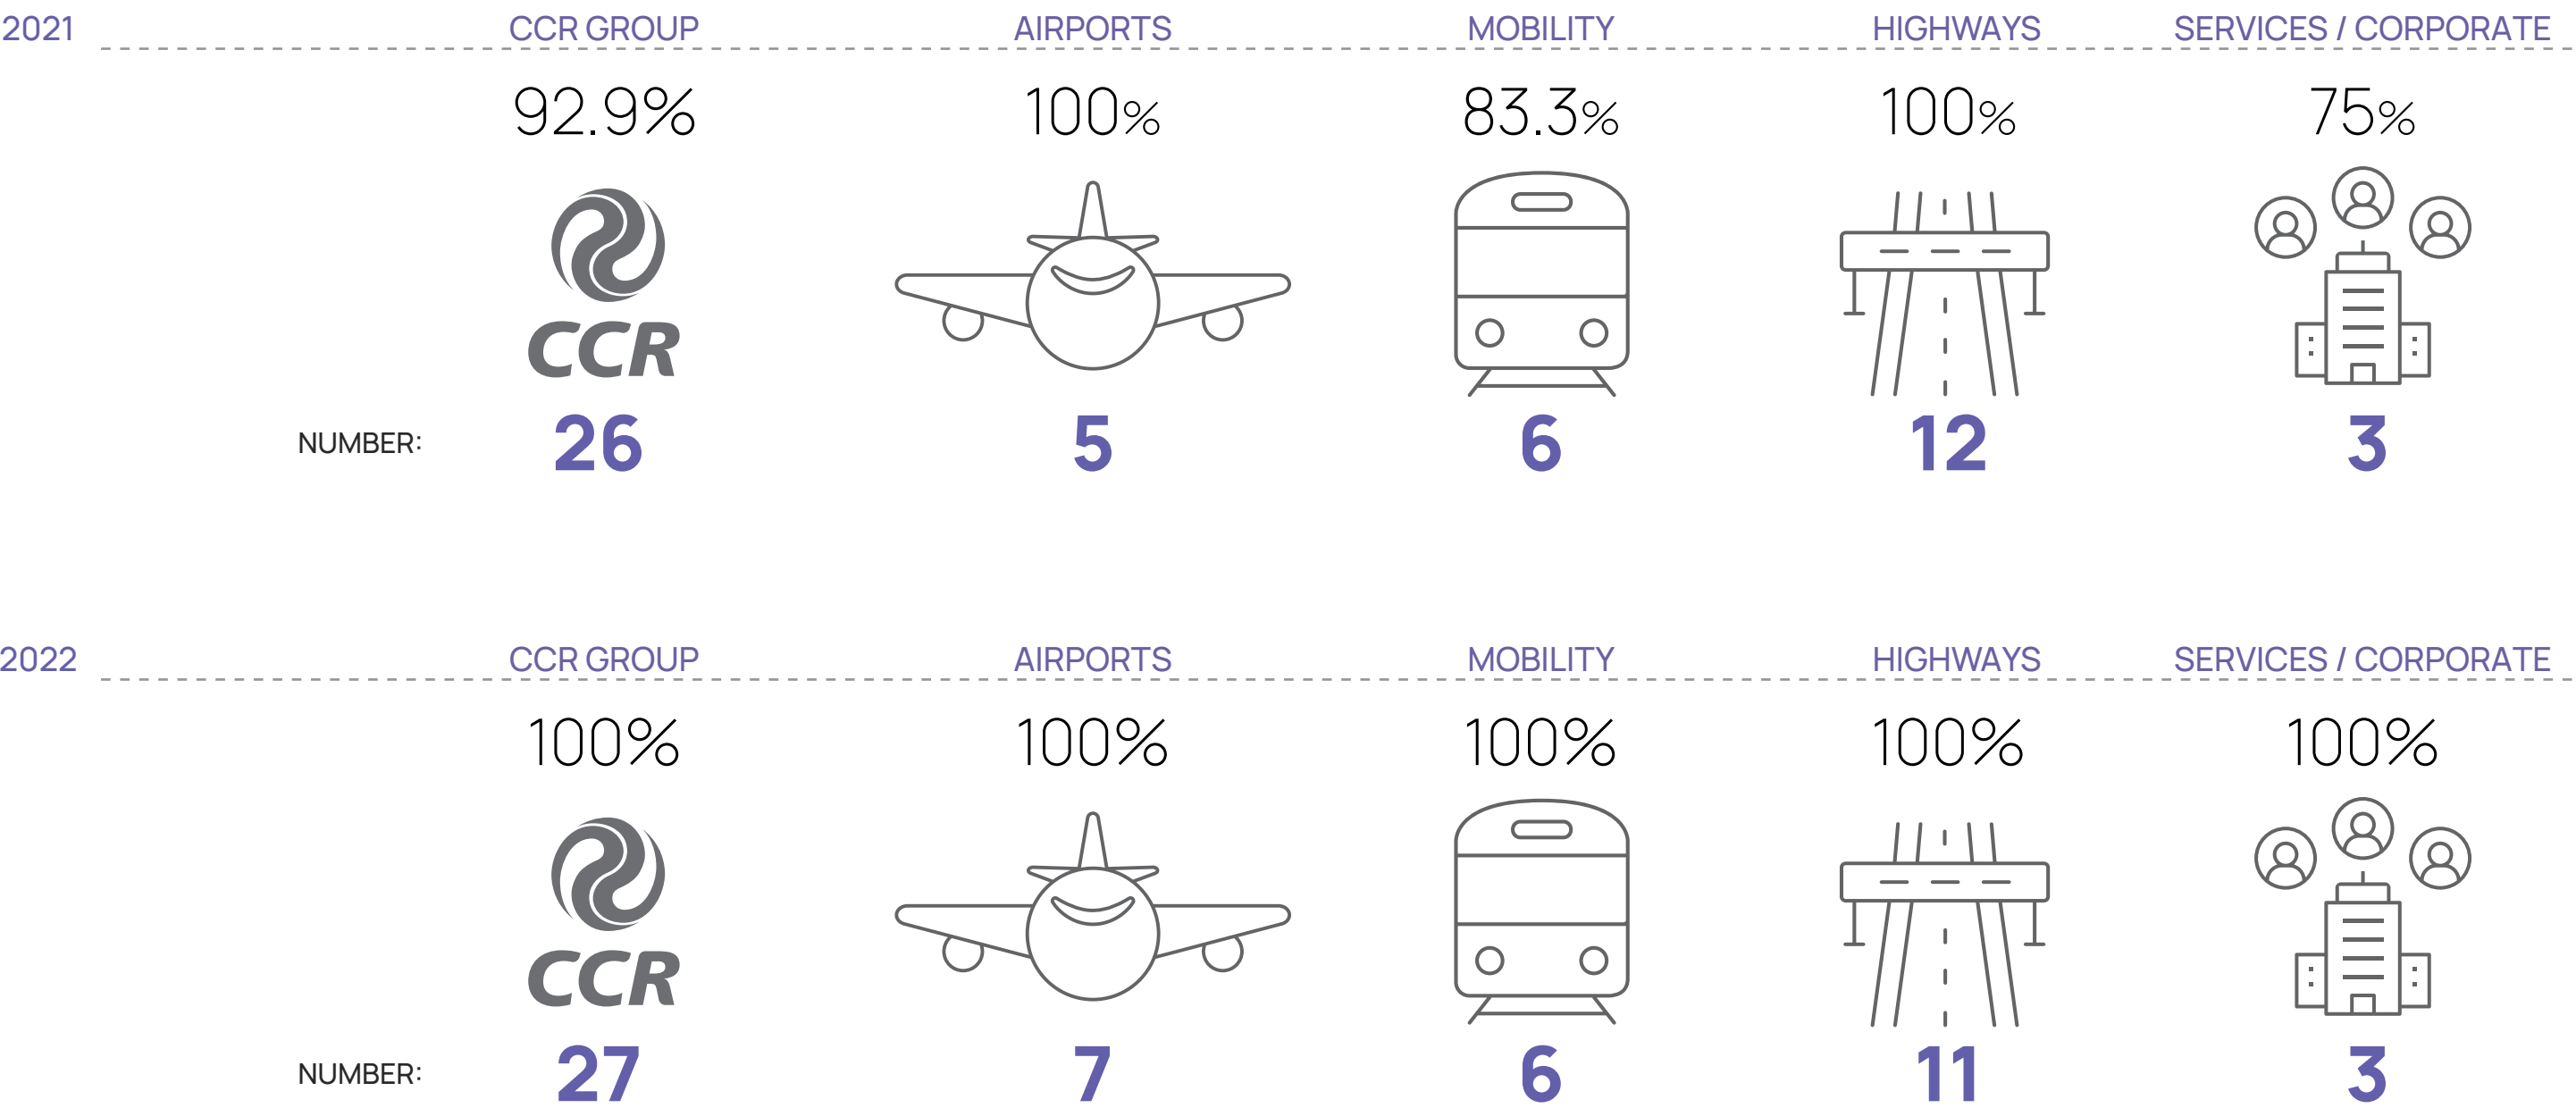 2021 CCR GROUP AIRPORTS MOBILITY HIGHWAYS SERVICES / CORPORATE
92.9% 100% 83.3% 100% 75%
CCR
NUMBER: 26 5 6 12 3
2022 CCR GROUP AIRPORTS MOBILITY HIGHWAYS SERVICES / CORPORATE
100% 100% 100% 100% 100%
CCR
NUMBER: 27 7 6 11 3